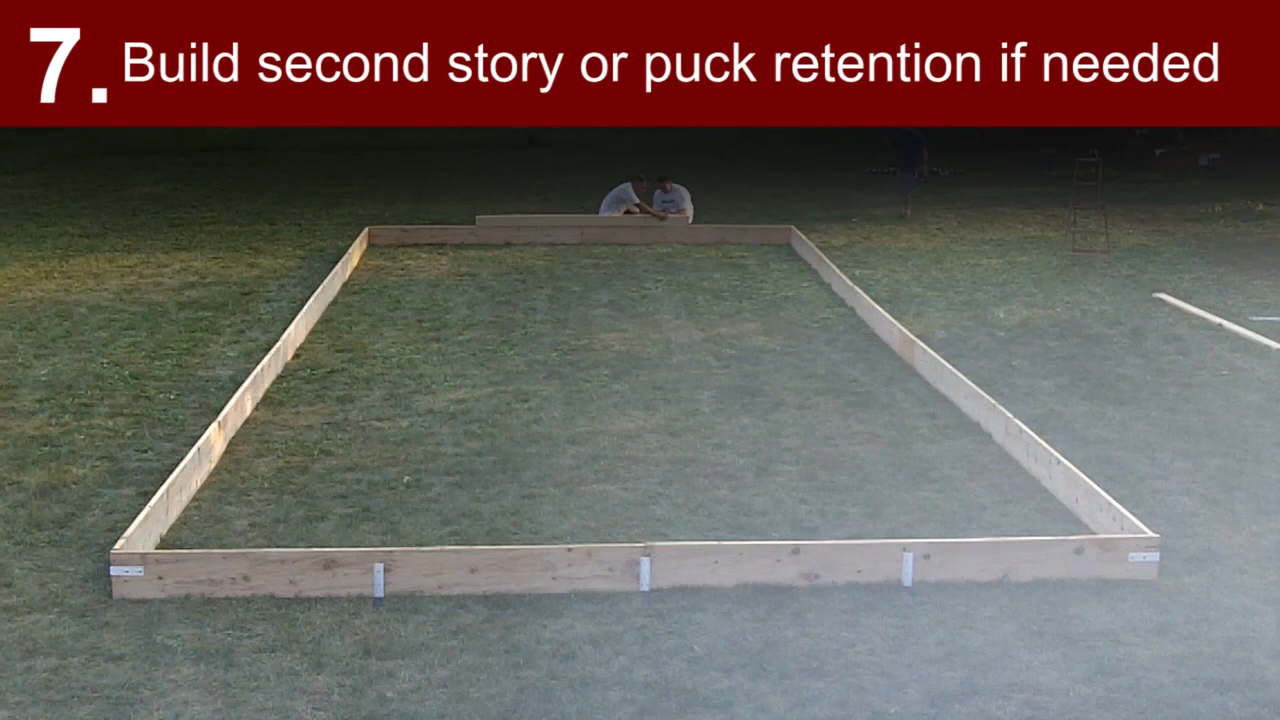 7. Build second story or puck retention if needed